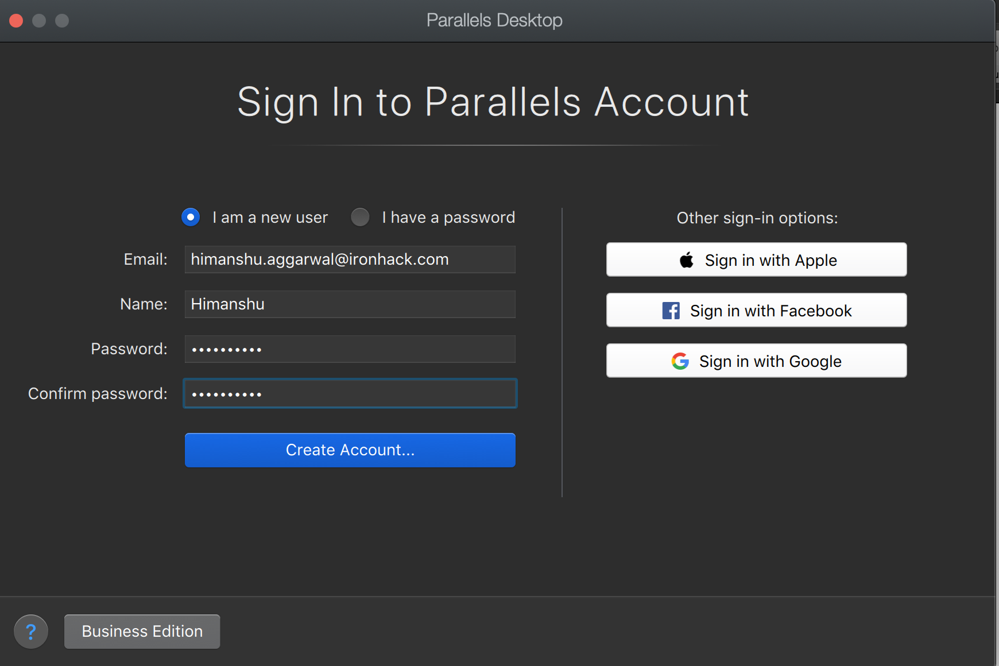 Parallels Desktop
Sign In to Parallels Account
I am a new user
I have a password
Email:
himanshu.aggarwal@ironhack.com
Name:
Himanshu
Password:
••••••••••
Confirm password:
••••••••••
Create Account...
Other sign-in options:
Sign in with Apple
Sign in with Facebook
Sign in with Google
?
Business Edition